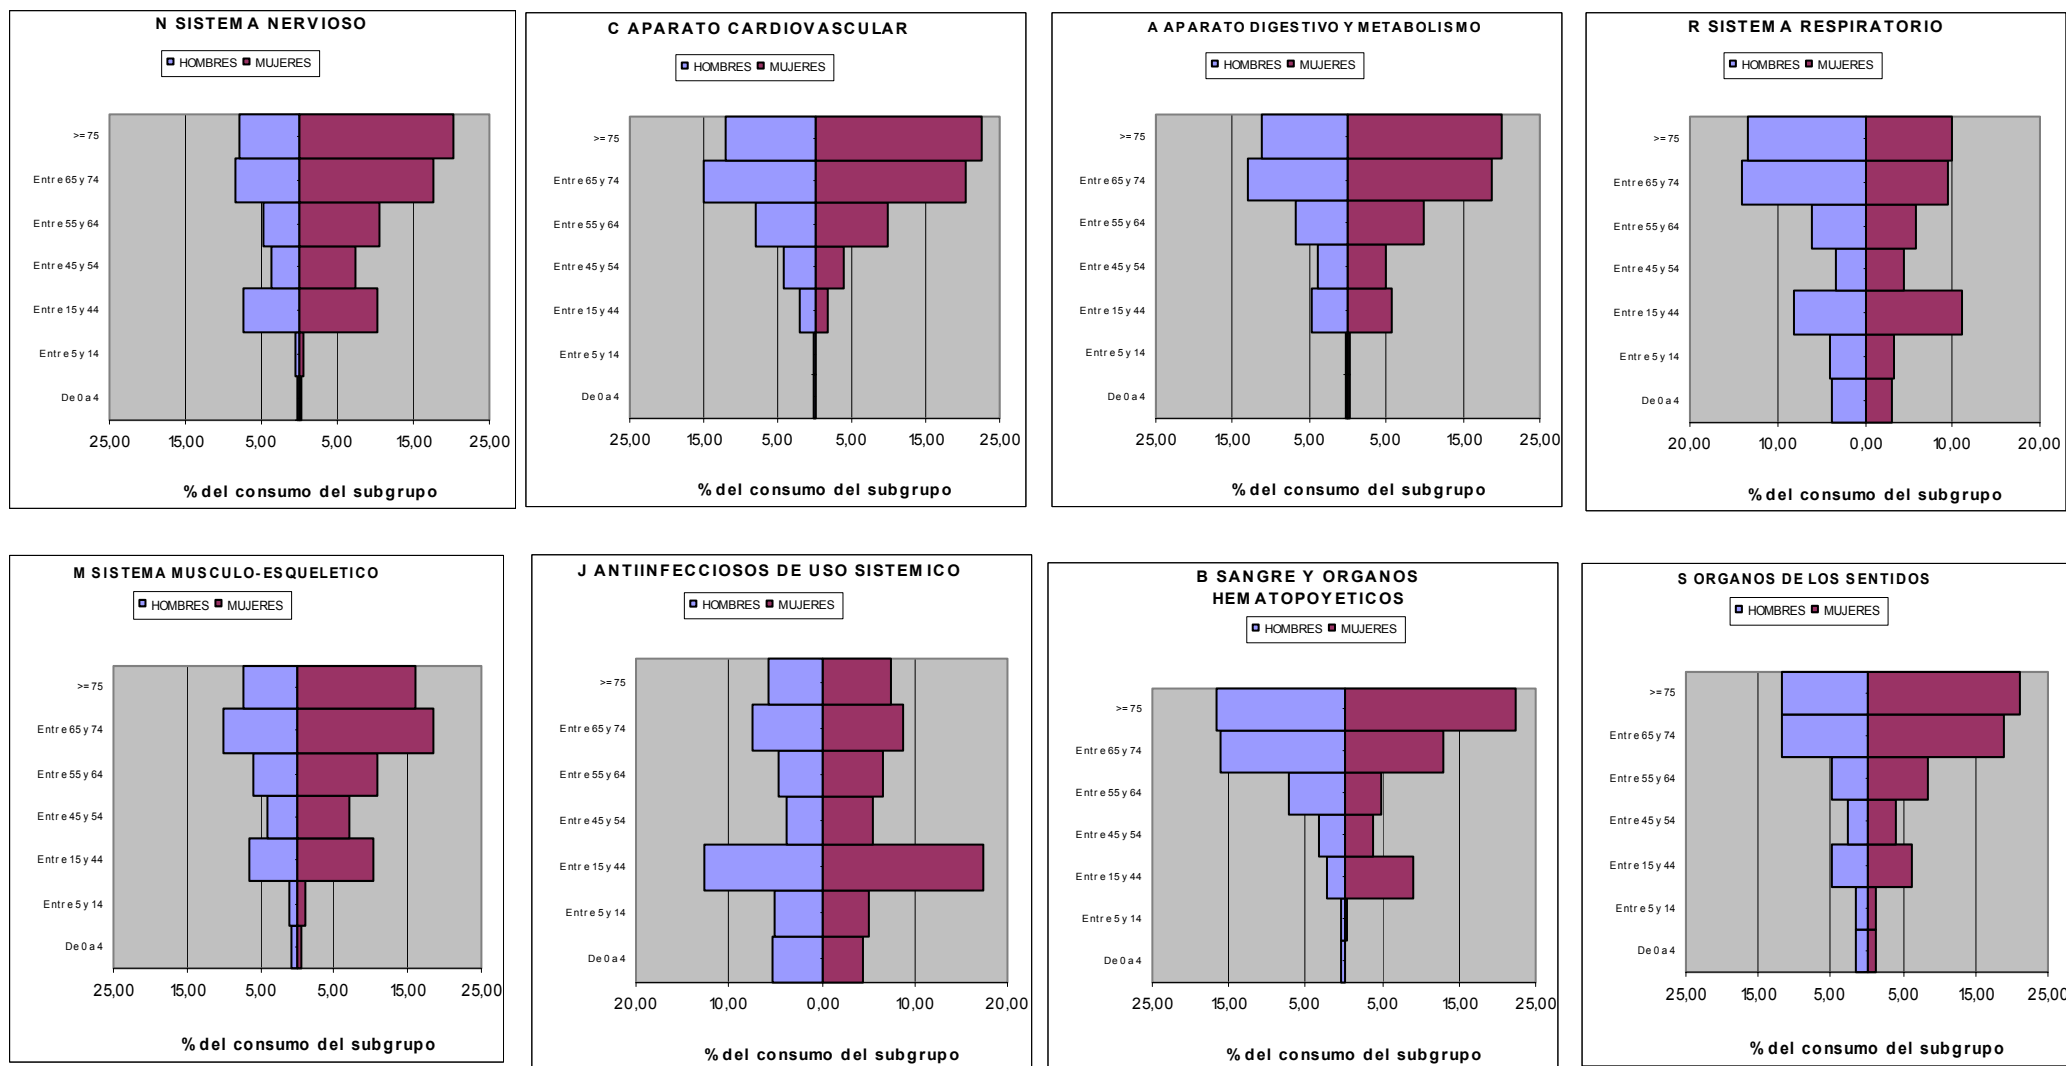 N SISTEMA NERVIOSO
HOMBRES MUJERES
>=75
Entre 65 y 74
Entre 55 y 64
Entre 45 y 54
Entre 15 y 44
Entre 5 y 14
De 0 a 4
25,00 15,00 5,00 5,00 15,00 25,00
% del consumo del subgrupo
C APARATO CARDIOVASCULAR
HOMBRES MUJERES
>=75
Entre 65 y 74
Entre 55 y 64
Entre 45 y 54
Entre 15 y 44
Entre 5 y 14
De 0 a 4
25,00 15,00 5,00 5,00 15,00 25,00
% del consumo del subgrupo
A APARATO DIGESTIVO Y METABOLISMO
HOMBRES MUJERES
>=75
Entre 65 y 74
Entre 55 y 64
Entre 45 y 54
Entre 15 y 44
Entre 5 y 14
De 0 a 4
25,00 15,00 5,00 5,00 15,00 25,00
% del consumo del subgrupo
R SISTEMA RESPIRATORIO
HOMBRES MUJERES
>=75
Entre 65 y 74
Entre 55 y 64
Entre 45 y 54
Entre 15 y 44
Entre 5 y 14
De 0 a 4
20,00 10,00 0,00 10,00 20,00
% del consumo del subgrupo
M SISTEMA MUSCULO-ESQUELETICO
HOMBRES MUJERES
>=75
Entre 65 y 74
Entre 55 y 64
Entre 45 y 54
Entre 15 y 44
Entre 5 y 14
De 0 a 4
25,00 15,00 5,00 5,00 15,00 25,00
% del consumo del subgrupo
J ANTIINFECCIOSOS DE USO SISTEMICO
HOMBRES MUJERES
>=75
Entre 65 y 74
Entre 55 y 64
Entre 45 y 54
Entre 15 y 44
Entre 5 y 14
De 0 a 4
20,00 10,00 0,00 10,00 20,00
% del consumo del subgrupo
B SANGRE Y ORGANOS
HEMATOPOYETICOS
HOMBRES MUJERES
>=75
Entre 65 y 74
Entre 55 y 64
Entre 45 y 54
Entre 15 y 44
Entre 5 y 14
De 0 a 4
25,00 15,00 5,00 5,00 15,00 25,00
% del consumo del subgrupo
S ORGANOS DE LOS SENTIDOS
HOMBRES MUJERES
>=75
Entre 65 y 74
Entre 55 y 64
Entre 45 y 54
Entre 15 y 44
Entre 5 y 14
De 0 a 4
25,00 15,00 5,00 5,00 15,00 25,00
% del consumo del subgrupo